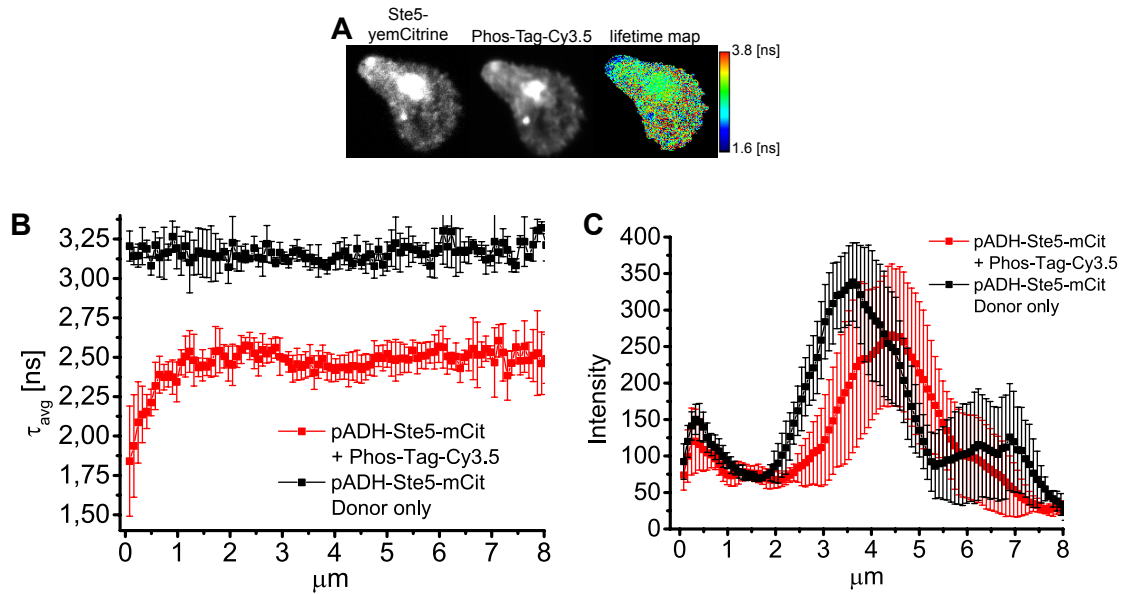 A
Ste5-
yemCitrine
Phos-Tag-Cy3.5
lifetime map
3.8 [ns]
1.6 [ns]
B
τavg [ns]
3,25
3,00
2,75
2,50
2,25
2,00
1,75
1,50
0 1 2 3 4 5 6 7 8
μm
pADH-Ste5-mCit
+ Phos-Tag-Cy3.5
pADH-Ste5-mCit
Donor only
C
Intensity
400
350
300
250
200
150
100
50
0
0 1 2 3 4 5 6 7 8
μm
pADH-Ste5-mCit
+ Phos-Tag-Cy3.5
pADH-Ste5-mCit
Donor only